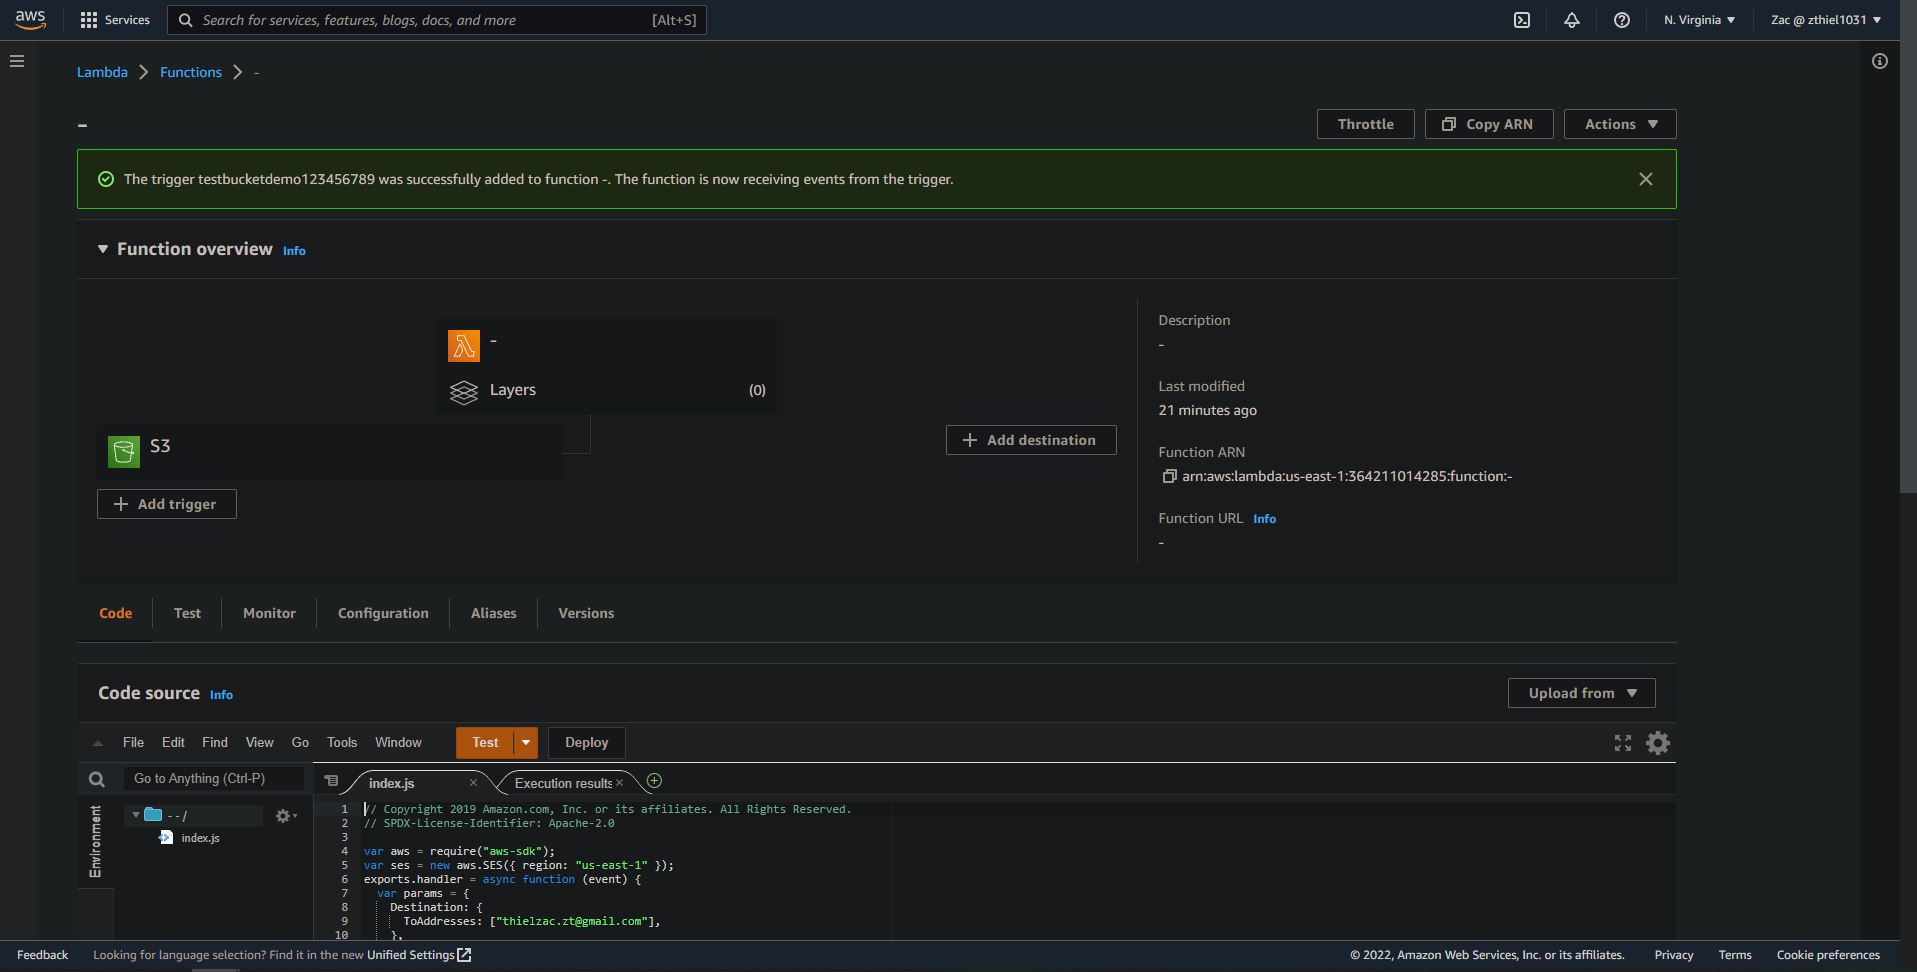 aws Services Search for services, features, blogs, docs, and more [Alt+S] N. Virginia Zac @ zthiel1031
Lambda Functions -
-
Throttle Copy ARN Actions
The trigger testbucketdemo123456789 was successfully added to function -. The function is now receiving events from the trigger.
Function overview Info
-
Layers (0)
S3
Add trigger
Add destination
Description
-
Last modified
21 minutes ago
Function ARN
arn:aws:lambda:us-east-1:364211014285:function:-
Function URL Info
-
Code Test Monitor Configuration Aliases Versions
Code source Info Upload from
File Edit Find View Go Tools Window Test Deploy
Go to Anything (Ctrl-P)
index.js Execution results
Environment
- - /
index.js
1 // Copyright 2019 Amazon.com, Inc. or its affiliates. All Rights Reserved.
2 // SPDX-License-Identifier: Apache-2.0
3
4 var aws = require("aws-sdk");
5 var ses = new aws.SES({ region: "us-east-1" });
6 exports.handler = async function (event) {
7 var params = {
8 Destination: {
9 ToAddresses: ["thielzac.zt@gmail.com"],
10 },
Feedback Looking for language selection? Find it in the new Unified Settings © 2022, Amazon Web Services, Inc. or its affiliates. Privacy Terms Cookie preferences